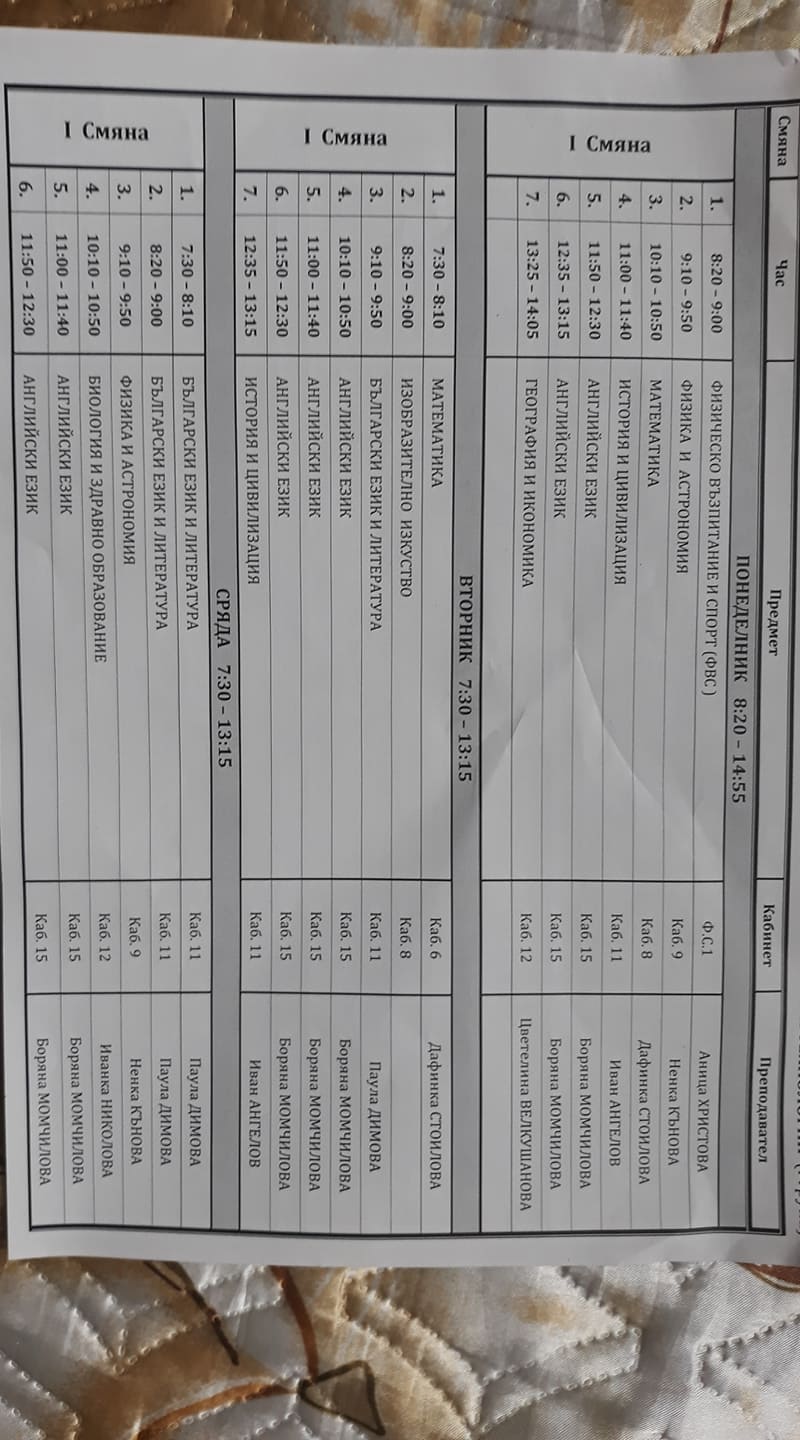 Смяна Час Предмет Кабинет Преподавател
ПОНЕДЕЛНИК 8:20 – 14:55
I Смяна
1. 8:20 – 9:00 ФИЗИЧЕСКО ВЪЗПИТАНИЕ И СПОРТ (ФВС) Ф.С.1 Аница ХРИСТОВА
2. 9:10 – 9:50 ФИЗИКА И АСТРОНОМИЯ Каб. 9 Ненка КЪНОВА
3. 10:10 – 10:50 МАТЕМАТИКА Каб. 8 Дафинка СТОИЛОВА
4. 11:00 – 11:40 ИСТОРИЯ И ЦИВИЛИЗАЦИЯ Каб. 11 Иван АНГЕЛОВ
5. 11:50 – 12:30 АНГЛИЙСКИ ЕЗИК Каб. 15 Боряна МОМЧИЛОВА
6. 12:35 – 13:15 АНГЛИЙСКИ ЕЗИК Каб. 15 Боряна МОМЧИЛОВА
7. 13:25 – 14:05 ГЕОГРАФИЯ И ИКОНОМИКА Каб. 12 Цветелина ВЕЛКУШАНОВА
ВТОРНИК 7:30 – 13:15
I Смяна
1. 7:30 – 8:10 МАТЕМАТИКА Каб. 6 Дафинка СТОИЛОВА
2. 8:20 – 9:00 ИЗОБРАЗИТЕЛНО ИЗКУСТВО Каб. 8
3. 9:10 – 9:50 БЪЛГАРСКИ ЕЗИК И ЛИТЕРАТУРА Каб. 11 Паула ДИМОВА
4. 10:10 – 10:50 АНГЛИЙСКИ ЕЗИК Каб. 15 Боряна МОМЧИЛОВА
5. 11:00 – 11:40 АНГЛИЙСКИ ЕЗИК Каб. 15 Боряна МОМЧИЛОВА
6. 11:50 – 12:30 АНГЛИЙСКИ ЕЗИК Каб. 15 Боряна МОМЧИЛОВА
7. 12:35 – 13:15 ИСТОРИЯ И ЦИВИЛИЗАЦИЯ Каб. 11 Иван АНГЕЛОВ
СРЯДА 7:30 – 13:15
I Смяна
1. 7:30 – 8:10 БЪЛГАРСКИ ЕЗИК И ЛИТЕРАТУРА Каб. 11 Паула ДИМОВА
2. 8:20 – 9:00 БЪЛГАРСКИ ЕЗИК И ЛИТЕРАТУРА Каб. 11 Паула ДИМОВА
3. 9:10 – 9:50 ФИЗИКА И АСТРОНОМИЯ Каб. 9 Ненка КЪНОВА
4. 10:10 – 10:50 БИОЛОГИЯ И ЗДРАВНО ОБРАЗОВАНИЕ Каб. 12 Иванка НИКОЛОВА
5. 11:00 – 11:40 АНГЛИЙСКИ ЕЗИК Каб. 15 Боряна МОМЧИЛОВА
6. 11:50 – 12:30 АНГЛИЙСКИ ЕЗИК Каб. 15 Боряна МОМЧИЛОВА